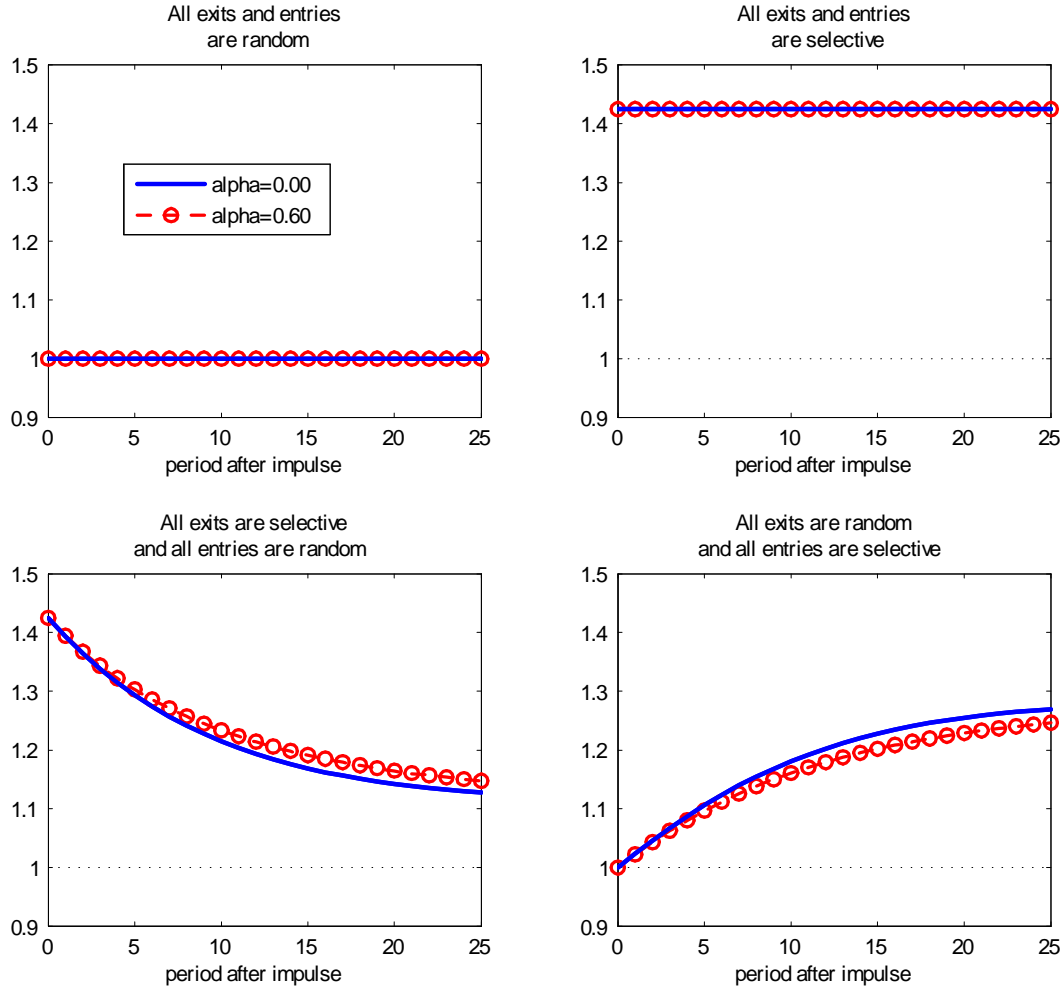 All exits and entries
are random
1.5
1.4
1.3
1.2
1.1
1
0.9
alpha=0.00
alpha=0.60
0 5 10 15 20 25
period after impulse
All exits and entries
are selective
1.5
1.4
1.3
1.2
1.1
1
0.9
0 5 10 15 20 25
period after impulse
All exits are selective
and all entries are random
1.5
1.4
1.3
1.2
1.1
1
0.9
0 5 10 15 20 25
period after impulse
All exits are random
and all entries are selective
1.5
1.4
1.3
1.2
1.1
1
0.9
0 5 10 15 20 25
period after impulse